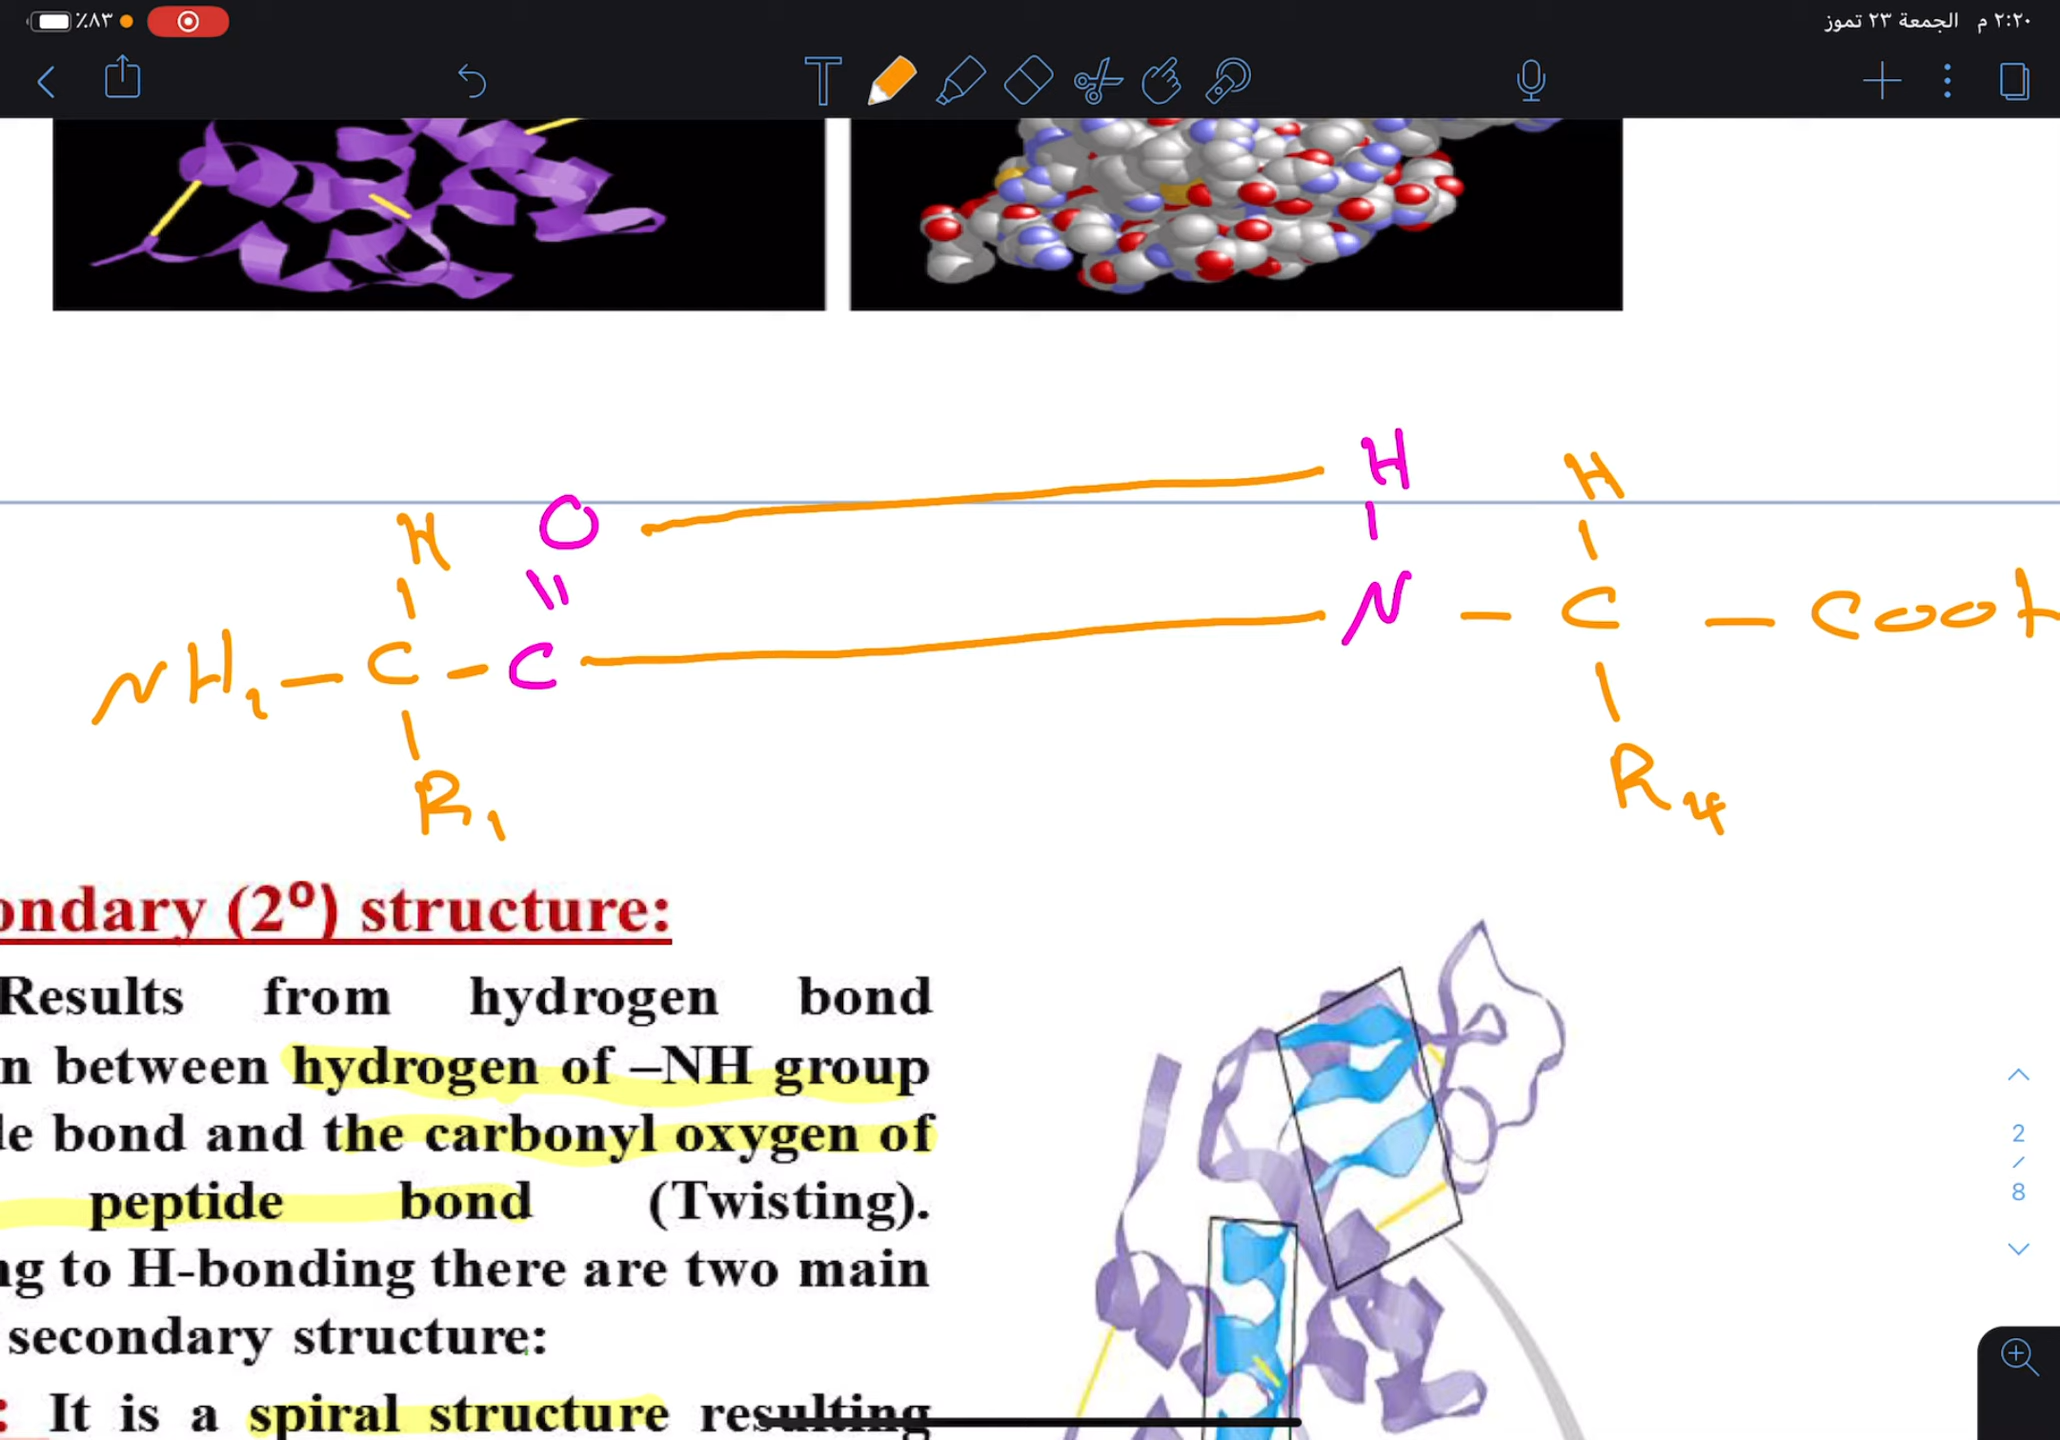 ٪٨٣
٢:٢٠ م الجمعة ٢٣ تموز
H H
O H
NH2 – C – C N – C – COOH
R1 R4
ondary (2º) structure:
Results from hydrogen bond
n between hydrogen of –NH group
le bond and the carbonyl oxygen of
peptide bond (Twisting).
ng to H-bonding there are two main
secondary structure:
: It is a spiral structure resulting
2
/
8